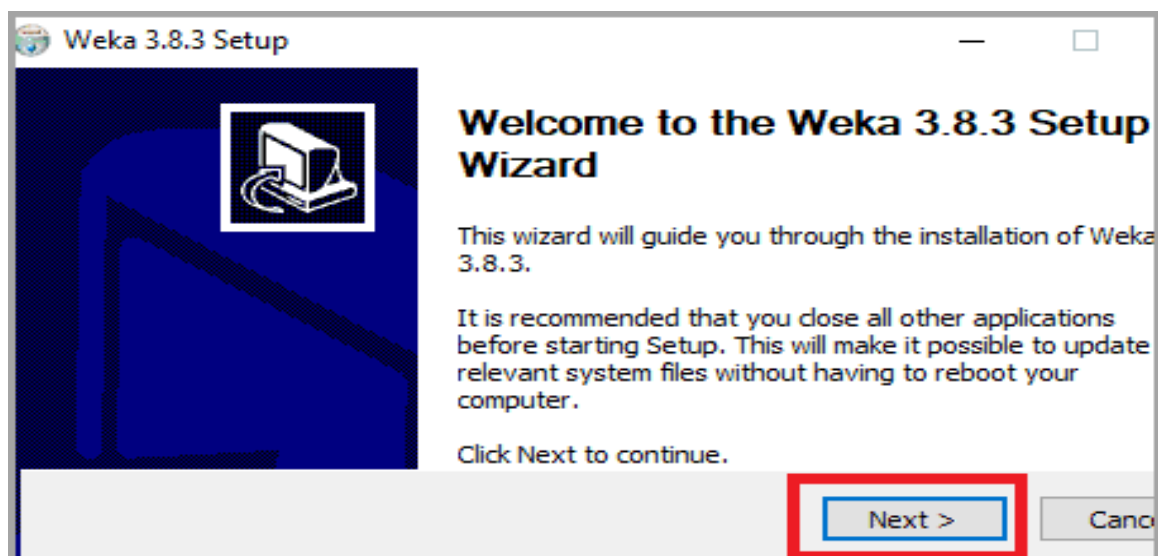 Weka 3.8.3 Setup
Welcome to the Weka 3.8.3 Setup
Wizard
This wizard will guide you through the installation of Weka
3.8.3.
It is recommended that you close all other applications
before starting Setup. This will make it possible to update
relevant system files without having to reboot your
computer.
Click Next to continue.
Next >
Canc